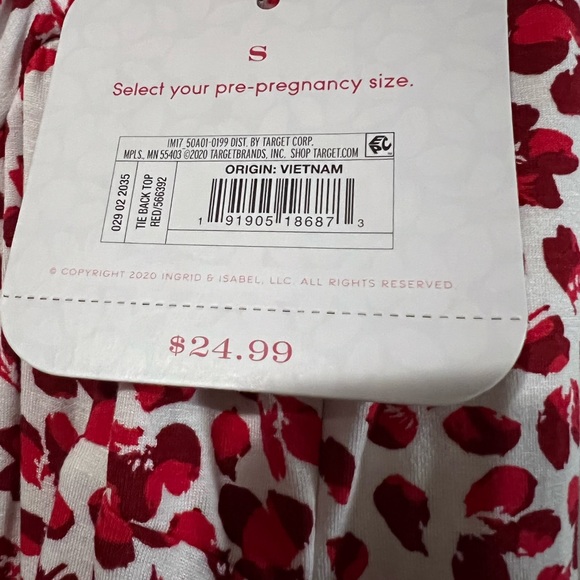 S
Select your pre-pregnancy size.
IM17 50A01-0199 DIST. BY TARGET CORP.
MPLS., MN 55403 ©2020 TARGETBRANDS, INC. SHOP TARGET.COM
029 02 2035
TIE BACK TOP
RED/566392
ORIGIN: VIETNAM
1 91905 18687 3
© COPYRIGHT 2020 INGRID & ISABEL, LLC. ALL RIGHTS RESERVED.
$24.99